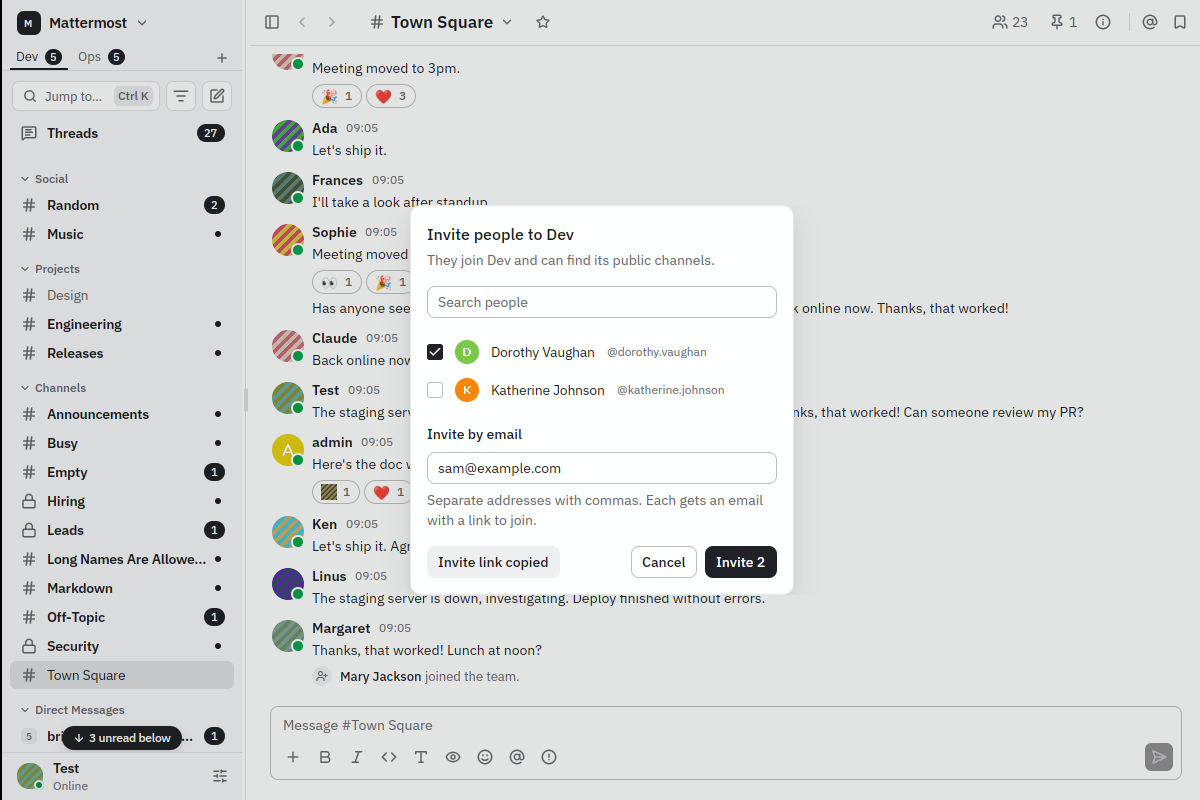 M Mattermost
Dev 5 Ops 5
Jump to... Ctrl K
Threads 27
Social
Random 2
Music
Projects
Design
Engineering
Releases
Channels
Announcements
Busy
Empty 1
Hiring
Leads 1
Long Names Are Allowe...
Markdown
Off-Topic 1
Security
Town Square
Direct Messages
5 bri ... 1
3 unread below
Test
Online
# Town Square
23
1
Meeting moved to 3pm.
1 3
Ada 09:05
Let's ship it.
Frances 09:05
I'll take a look after standup
Sophie 09:05
Meeting moved
1 1
Has anyone see
k online now. Thanks, that worked!
Claude 09:05
Back online now
Test 09:05
The staging serv
nks, that worked! Can someone review my PR?
A admin 09:05
Here's the doc w
1 1
Ken 09:05
Let's ship it. Agr
Linus 09:05
The staging server is down, investigating. Deploy finished without errors.
Margaret 09:05
Thanks, that worked! Lunch at noon?
Mary Jackson joined the team.
Message #Town Square
Invite people to Dev
They join Dev and can find its public channels.
Search people
D Dorothy Vaughan @dorothy.vaughan
K Katherine Johnson @katherine.johnson
Invite by email
sam@example.com
Separate addresses with commas. Each gets an email
with a link to join.
Invite link copied Cancel Invite 2